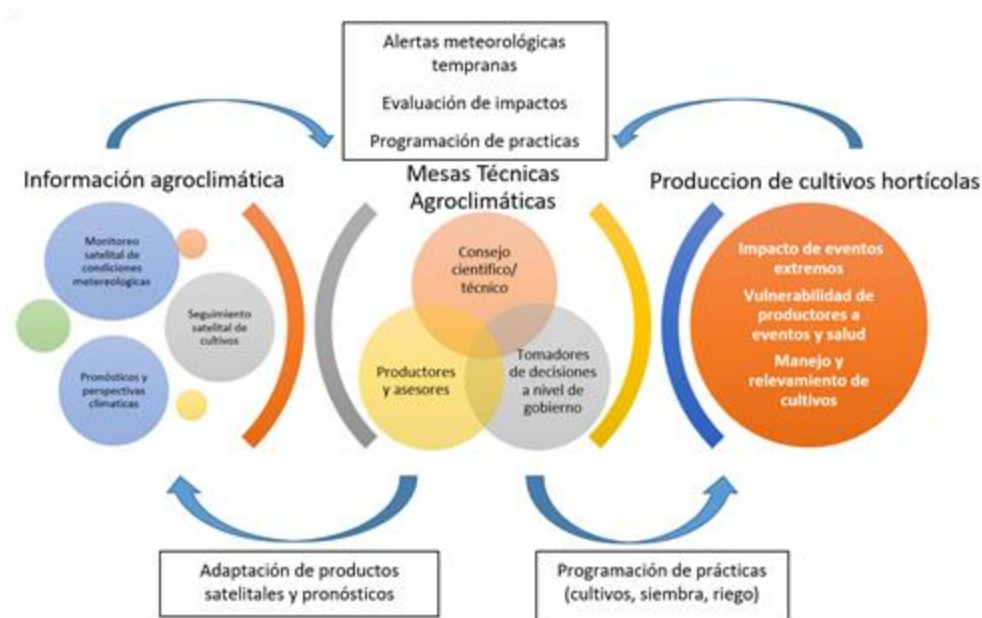 Alertas meteorológicas
tempranas
Evaluación de impactos
Programación de practicas
Información agroclimática
Mesas Técnicas
Agroclimáticas
Produccion de cultivos hortícolas
Monitoreo
satelital de
condiciones
metereologicas
Seguimiento
satelital de
cultivos
Pronósticos y
perspectivas
climaticas
Consejo
científico/
técnico
Productores
y asesores
Tomadores
de decisiones
a nivel de
gobierno
Impacto de eventos
extremos
Vulnerabilidad de
productores a
eventos y salud
Manejo y
relevamiento de
cultivos
Adaptación de productos
satelitales y pronósticos
Programación de prácticas
(cultivos, siembra, riego)